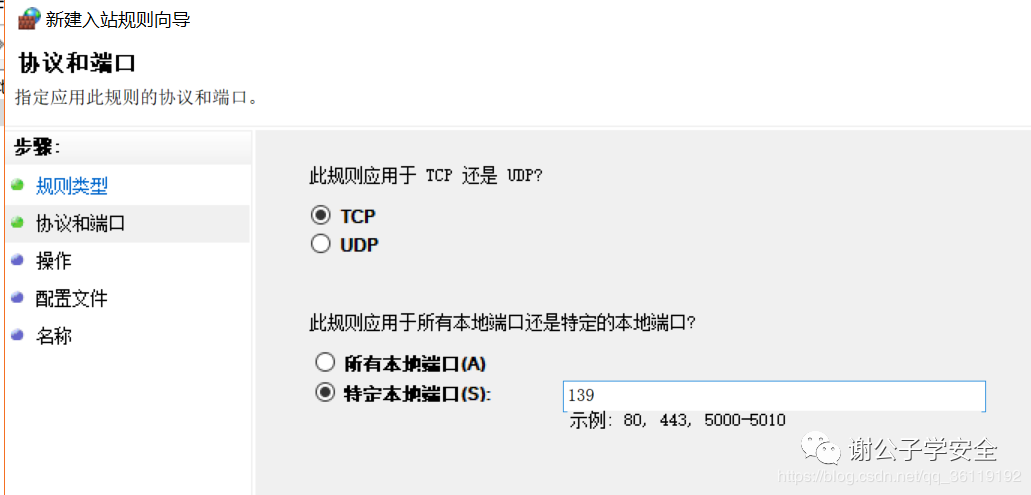 新建入站规则向导
协议和端口
指定应用此规则的协议和端口。
步骤:
规则类型
协议和端口
操作
配置文件
名称
此规则应用于 TCP 还是 UDP?
TCP
UDP
此规则应用于所有本地端口还是特定的本地端口?
所有本地端口(A)
特定本地端口(S):
139
示例: 80, 443, 5000-5010
谢公子学安全
https://blog.csdn.net/qq_36119192